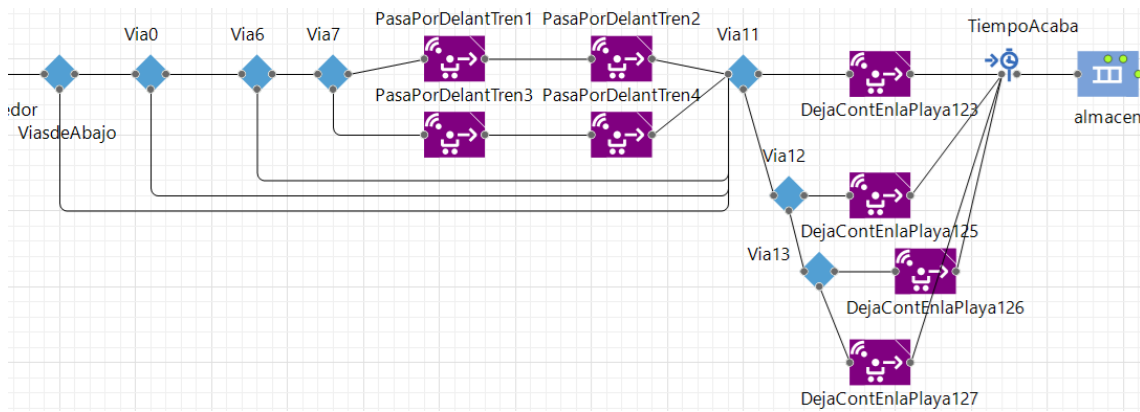 PasaPorDelantTren1 PasaPorDelantTren2
TiempoAcaba
Via0
Via6
Via7
Via11
PasaPorDelantTren3 PasaPorDelantTren4
edor
DejaContEnlaPlaya123
almacen
ViasdeAbajo
Via12
DejaContEnlaPlaya125
Via13
DejaContEnlaPlaya126
DejaContEnlaPlaya127